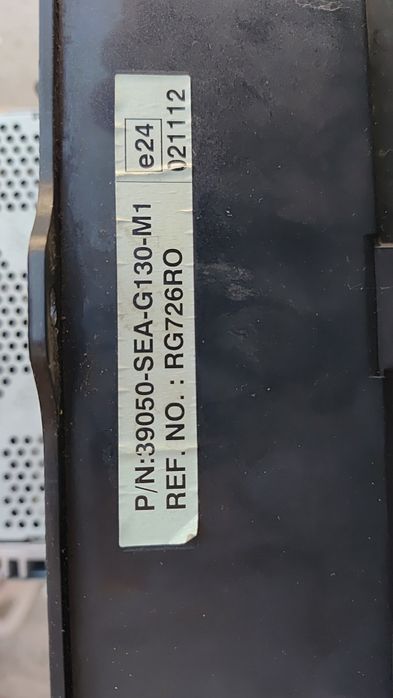 P/N:39050-SEA-G130-M1 e24
REF. NO. : RG726RO 021112